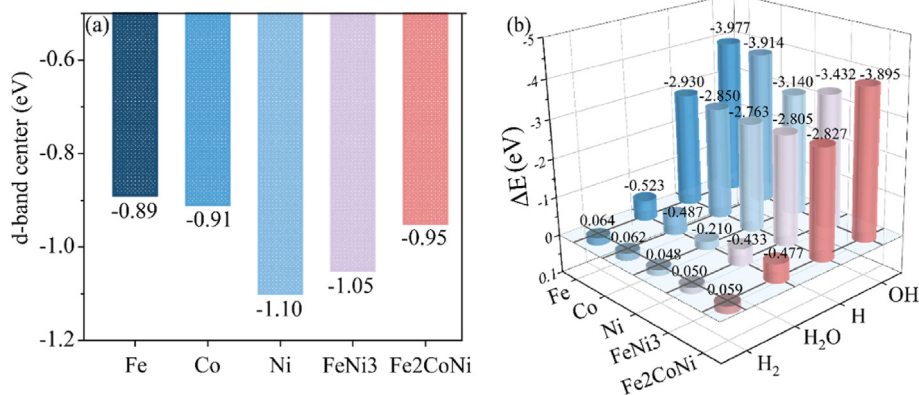 (a)
d-band center (eV)
-0.6
-0.8
-1.0
-1.2
-0.89
-0.91
-1.10
-1.05
-0.95
Fe
Co
Ni
FeNi3
Fe2CoNi
(b)
ΔE (eV)
-5
-4
-3
-2
-1
0
0.1
-3.977
-3.914
-3.140
-3.432
-3.895
-2.930
-2.850
-2.763
-2.805
-2.827
-0.523
-0.487
-0.210
-0.433
-0.477
0.064
0.062
0.048
0.050
0.059
Fe
Co
Ni
FeNi3
Fe2CoNi
H₂
H₂O
H
OH